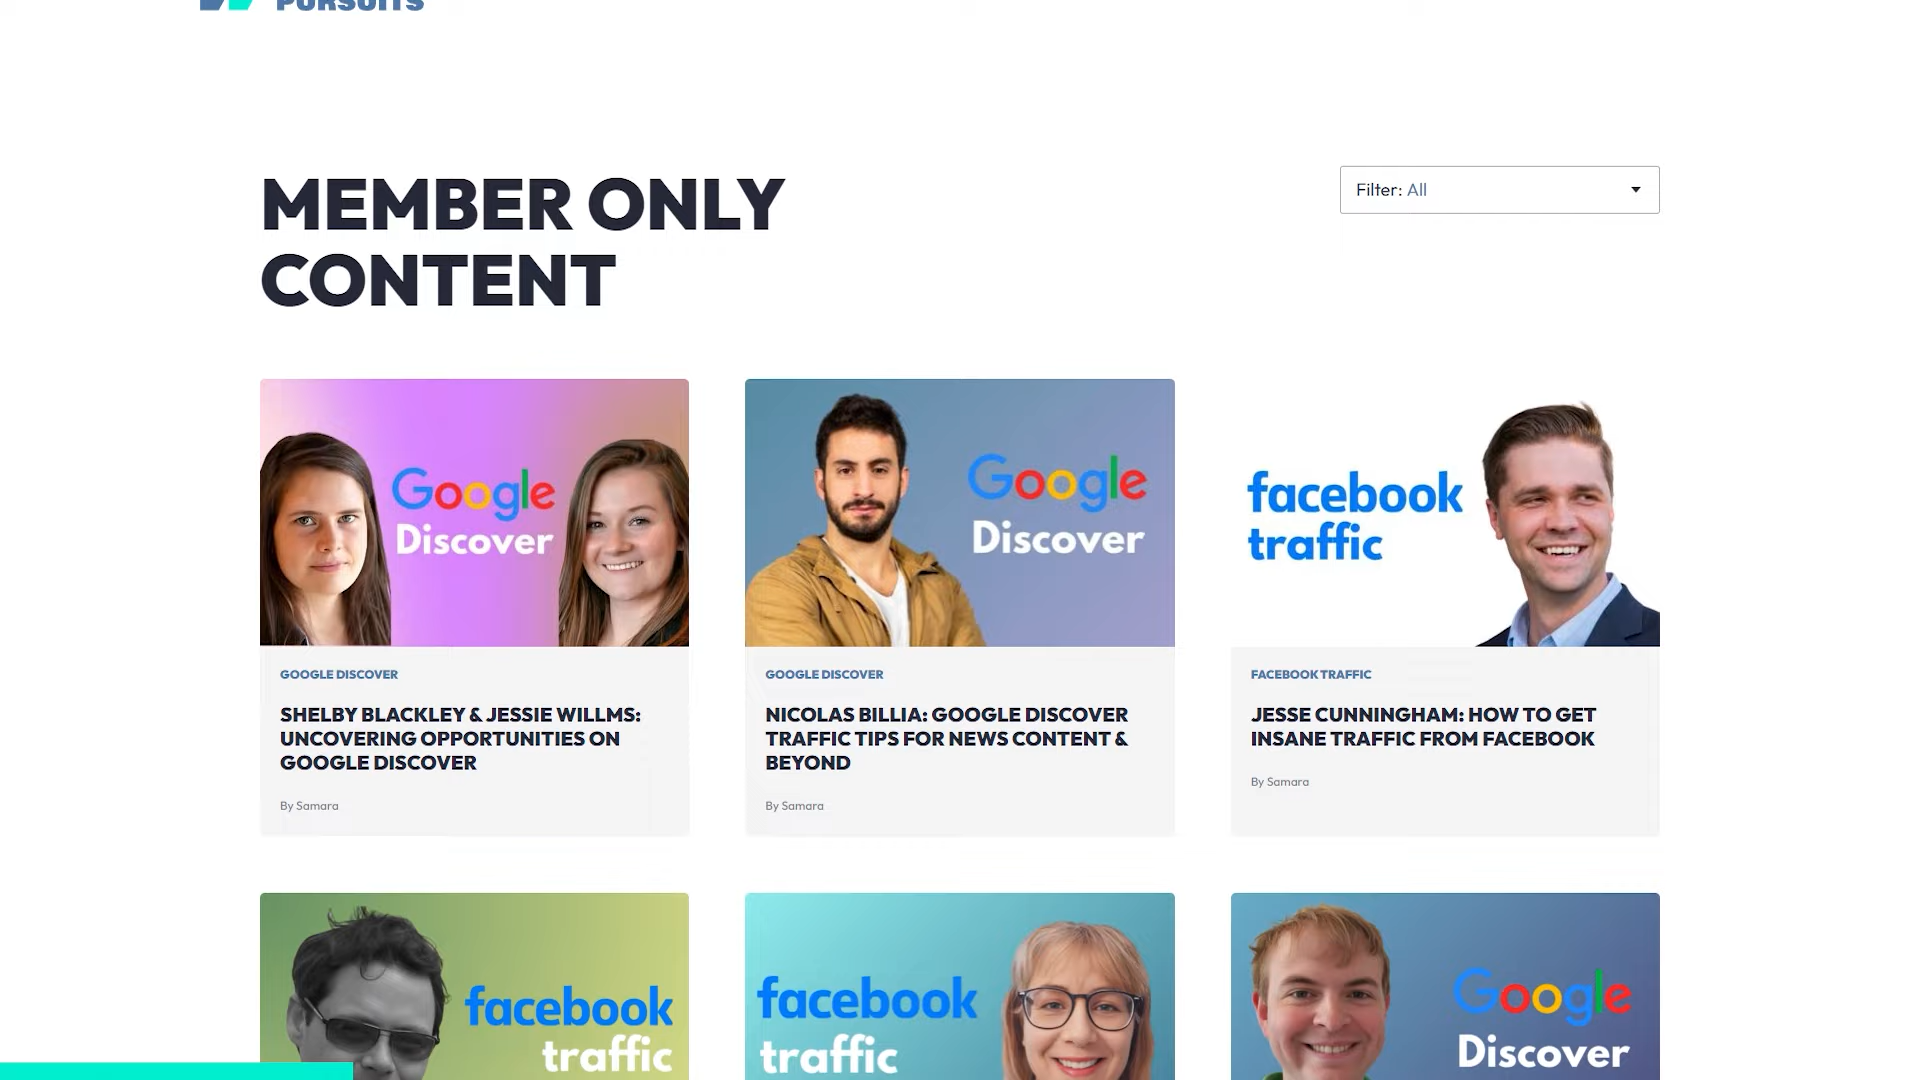 PURSUITS
MEMBER ONLY
CONTENT
Filter: All
Google
Discover
Google
Discover
facebook
traffic
GOOGLE DISCOVER
SHELBY BLACKLEY & JESSIE WILLMS:
UNCOVERING OPPORTUNITIES ON
GOOGLE DISCOVER
By Samara
GOOGLE DISCOVER
NICOLAS BILLIA: GOOGLE DISCOVER
TRAFFIC TIPS FOR NEWS CONTENT &
BEYOND
By Samara
FACEBOOK TRAFFIC
JESSE CUNNINGHAM: HOW TO GET
INSANE TRAFFIC FROM FACEBOOK
By Samara
facebook
traffic
facebook
traffic
Google
Discover